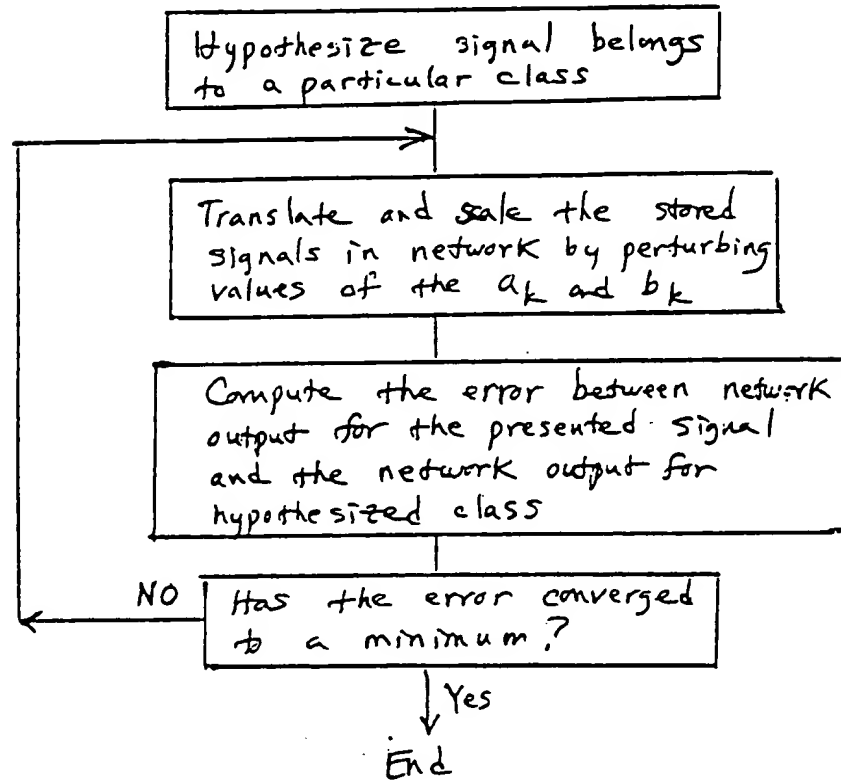 Hypothesize signal belongs
to a particular class
Translate and scale the stored
signals in network by perturbing
values of the a_k and b_k
Compute the error between network
output for the presented signal
and the network output for
hypothesized class
NO
Has the error converged
to a minimum?
Yes
End